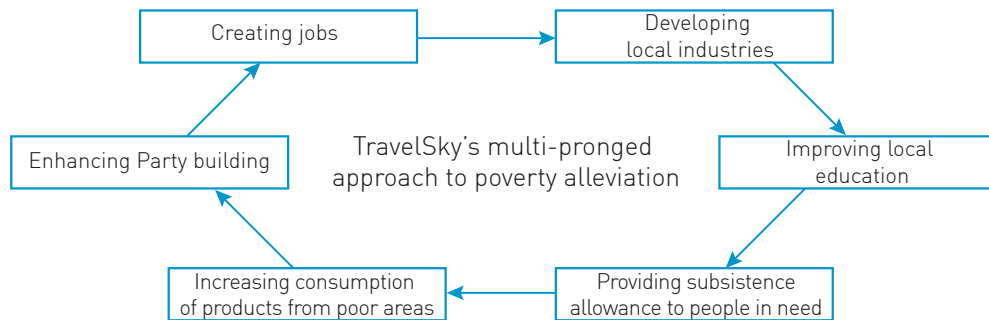 Creating jobs
Developing
local industries
Enhancing Party building
TravelSky's multi-pronged
approach to poverty alleviation
Improving local
education
Increasing consumption
of products from poor areas
Providing subsistence
allowance to people in need